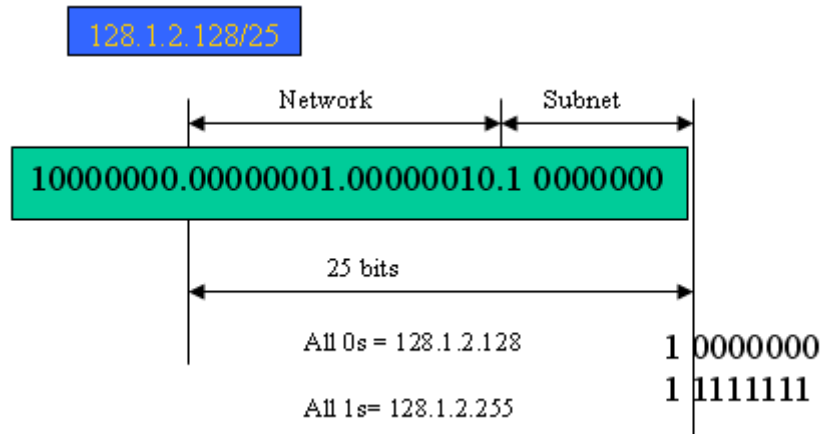 128.1.2.128/25
Network Subnet
10000000.00000001.00000010.1 0000000
25 bits
All 0s = 128.1.2.128 1 0000000
All 1s= 128.1.2.255 1 1111111